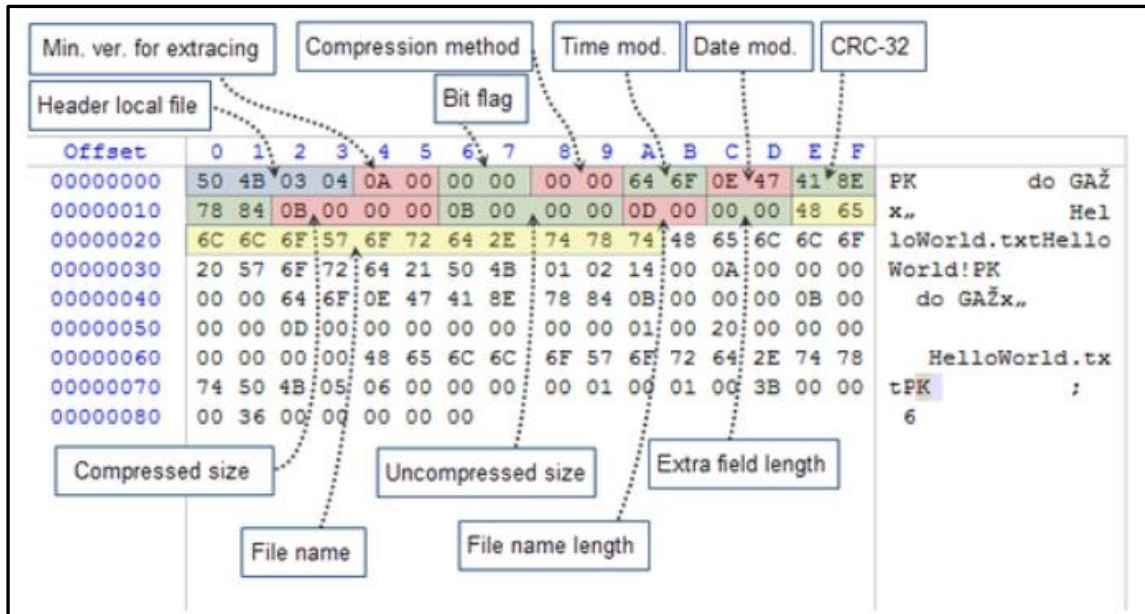 Min. ver. for extracing
Compression method
Time mod.
Date mod.
CRC-32
Header local file
Bit flag
Offset 0 1 2 3 4 5 6 7 8 9 A B C D E F
00000000 50 4B 03 04 0A 00 00 00 00 00 64 6F 0E 47 41 8E PK do GAŽ
00000010 78 84 0B 00 00 00 0B 00 00 00 0D 00 00 00 48 65 x„ Hel
00000020 6C 6C 6F 57 6F 72 64 2E 74 78 74 48 65 6C 6C 6F loWorld.txtHello
00000030 20 57 6F 72 64 21 50 4B 01 02 14 00 0A 00 00 00 World!PK
00000040 00 00 64 6F 0E 47 41 8E 78 84 0B 00 00 00 0B 00 do GAŽx„
00000050 00 00 0D 00 00 00 00 00 00 00 01 00 20 00 00 00
00000060 00 00 00 00 48 65 6C 6C 6F 57 6F 72 64 2E 74 78 HelloWorld.tx
00000070 74 50 4B 05 06 00 00 00 00 01 00 01 00 3B 00 00 tPK ;
00000080 00 36 00 00 00 00 00 6
Compressed size
Uncompressed size
Extra field length
File name
File name length